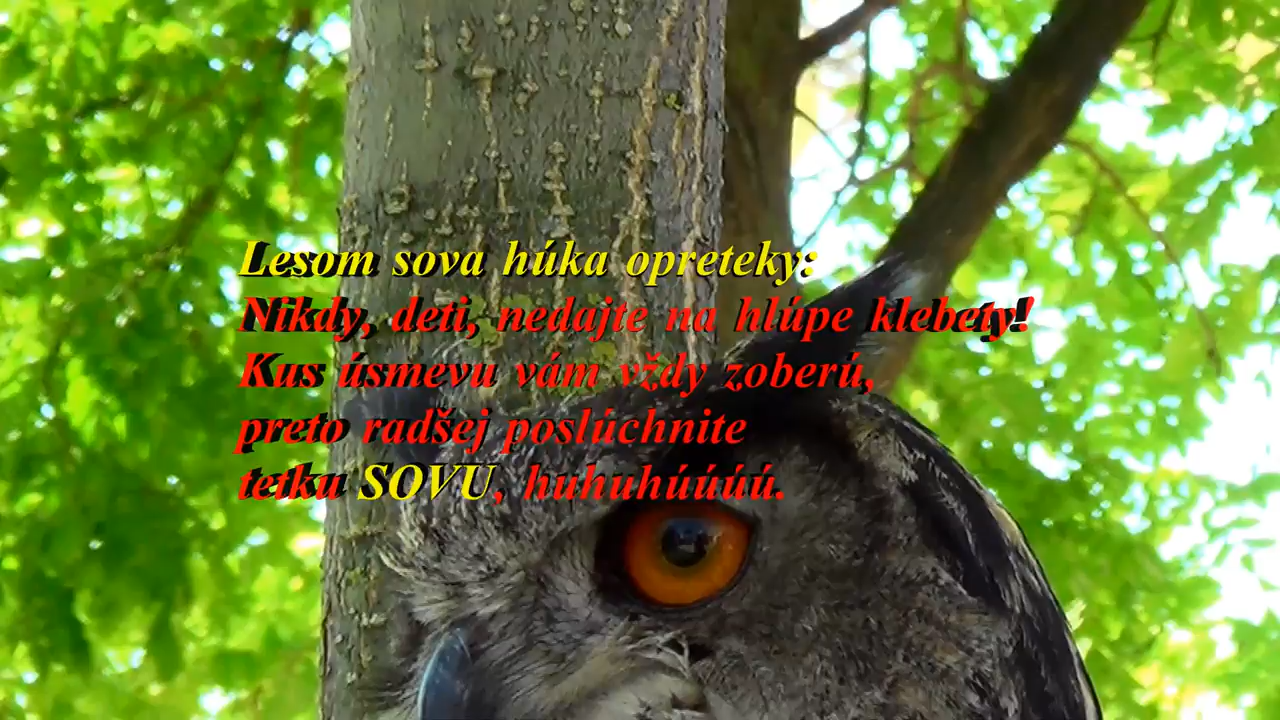 Lesom sova húka opreteky:
Nikdy, deti, nedajte na hlúpe klebety!
Kus úsmevu vám vždy zoberú,
preto radšej poslúchnite
tetku SOVU, huhuhúúúú.